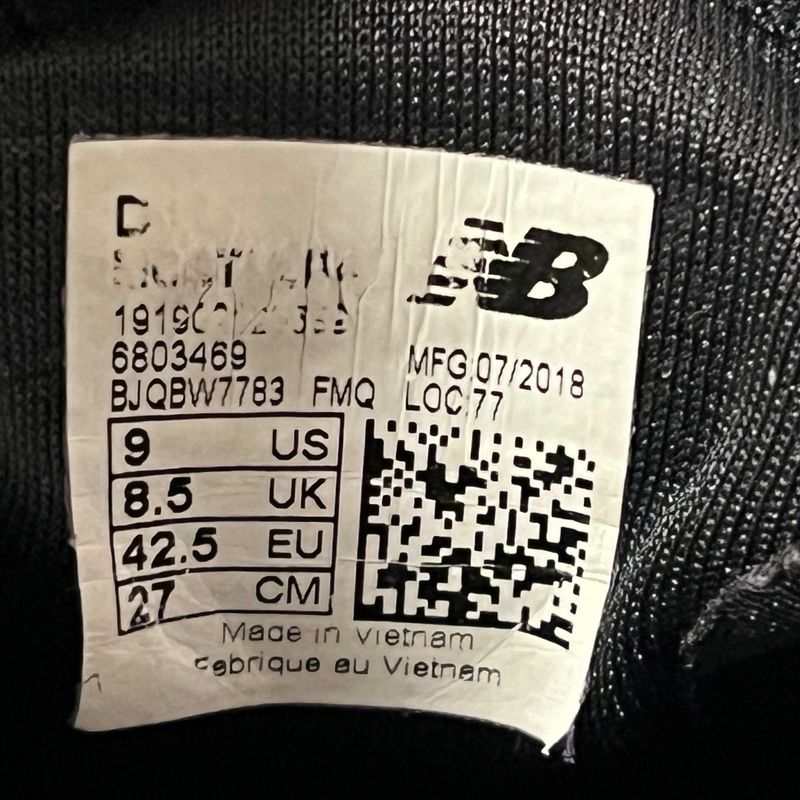 D
NB
6803469
MFG:07/2018
BJQBW7783 FMQ
LOC:77
9 US
8.5 UK
42.5 EU
27 CM
Made in Vietnam
Fabrique au Vietnam